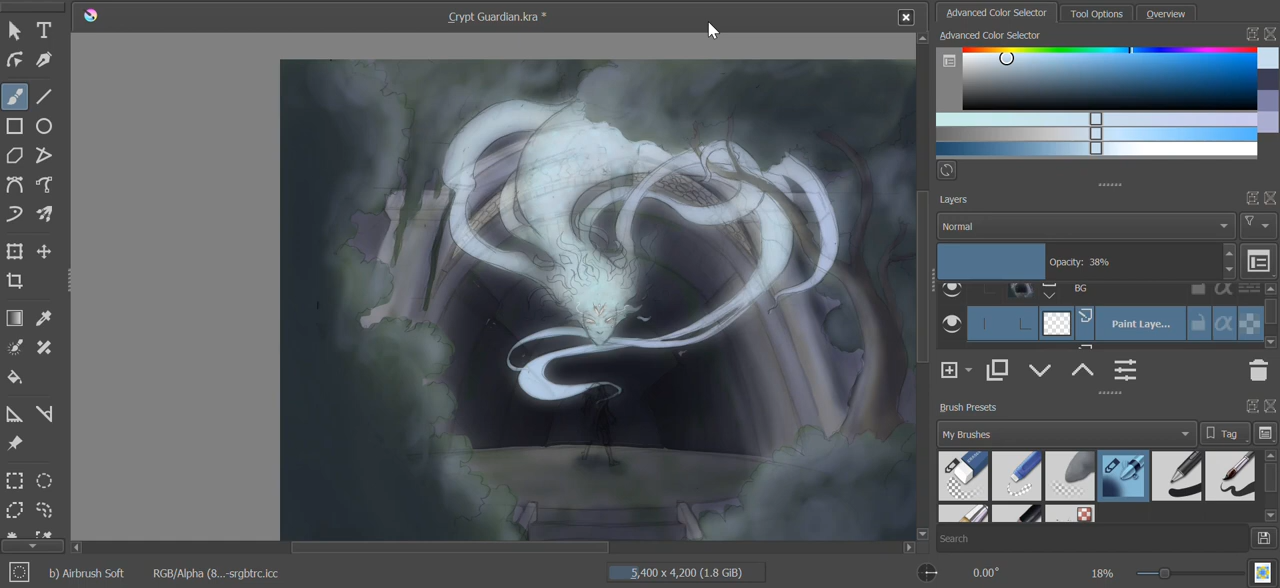 Crypt Guardian.kra *
Advanced Color Selector
Tool Options
Overview
Advanced Color Selector
Layers
Normal
Opacity: 38%
BG
Paint Laye...
Brush Presets
My Brushes
Tag
Search
b) Airbrush Soft
RGB/Alpha (8...-srgbtrc.icc
5,400 x 4,200 (1.8 GiB)
0.00°
18%